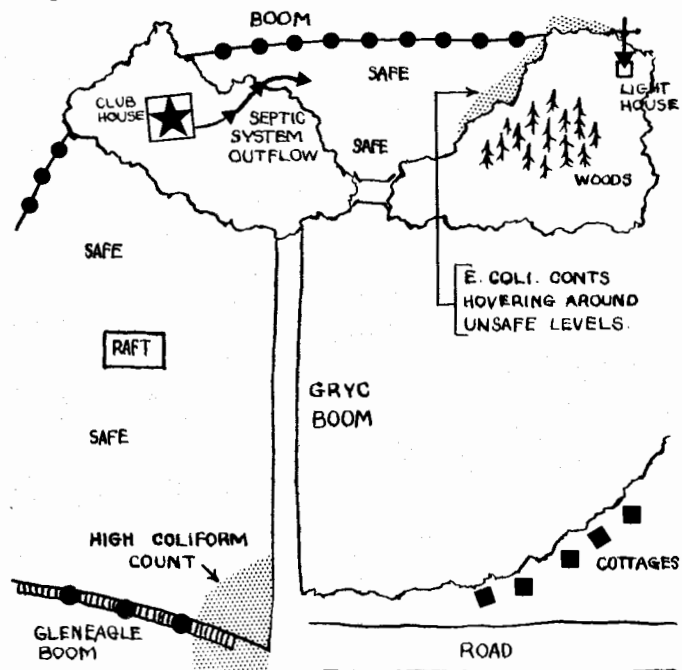 BOOM
SAFE
LIGHT
HOUSE
CLUB
HOUSE
SEPTIC
SYSTEM
OUTFLOW
SAFE
WOODS
SAFE
E. COLI. CONTS
HOVERING AROUND
UNSAFE LEVELS.
RAFT
GRYC
BOOM
SAFE
HIGH COLIFORM
COUNT
COTTAGES
GLENEAGLE
BOOM
ROAD